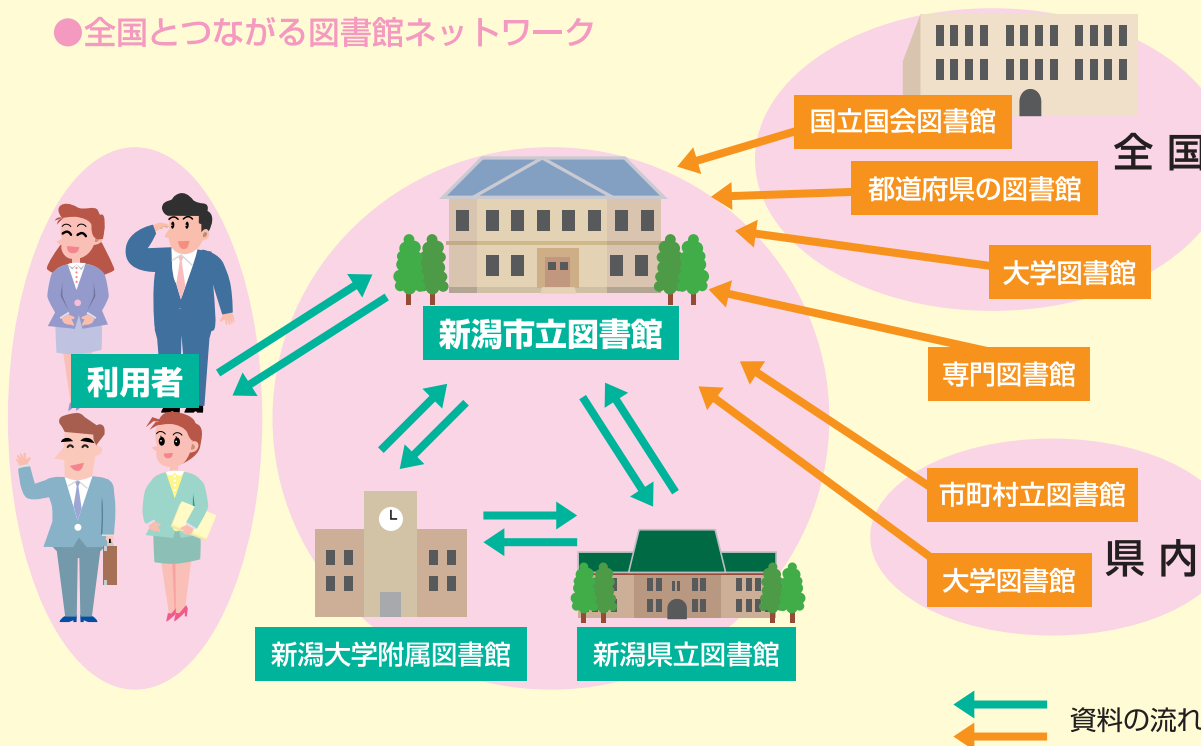 ●全国とつながる図書館ネットワーク
国立国会図書館
全国
都道府県の図書館
大学図書館
新潟市立図書館
専門図書館
利用者
市町村立図書館
県内
大学図書館
新潟大学附属図書館
新潟県立図書館
資料の流れ